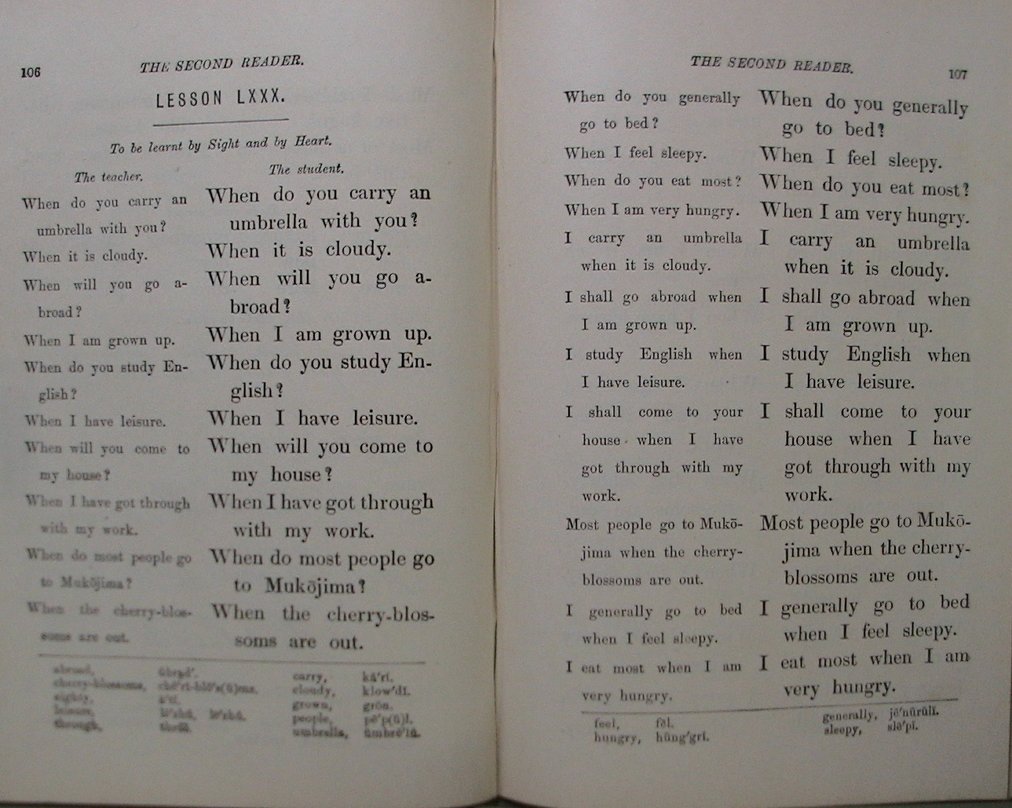 106
THE SECOND READER.
LESSON LXXX.
To be learnt by Sight and by Heart.
The teacher.
When do you carry an
umbrella with you?
When it is cloudy.
When will you go a-
broad?
When I am grown up.
When do you study En-
glish?
When I have leisure.
When will you come to
my house?
When I have got through
with my work.
When do most people go
to Mukōjima?
When the cherry-blos-
soms are out.
The student.
When do you carry an
umbrella with you?
When it is cloudy.
When will you go a-
broad?
When I am grown up.
When do you study En-
glish?
When I have leisure.
When will you come to
my house?
When I have got through
with my work.
When do most people go
to Mukōjima?
When the cherry-blos-
soms are out.
abroad,
cherry-blossoms,
leisure,
through,
carry,
cloudy,
grown,
people,
umbrella,
THE SECOND READER.
107
When do you generally
go to bed?
When I feel sleepy.
When do you eat most?
When I am very hungry.
I carry an umbrella
when it is cloudy.
I shall go abroad when
I am grown up.
I study English when
I have leisure.
I shall come to your
house when I have
got through with my
work.
Most people go to Mukō-
jima when the cherry-
blossoms are out.
I generally go to bed
when I feel sleepy.
I eat most when I am
very hungry.
When do you generally
go to bed?
When I feel sleepy.
When do you eat most?
When I am very hungry.
I carry an umbrella
when it is cloudy.
I shall go abroad when
I am grown up.
I study English when
I have leisure.
I shall come to your
house when I have
got through with my
work.
Most people go to Mukō-
jima when the cherry-
blossoms are out.
I generally go to bed
when I feel sleepy.
I eat most when I am
very hungry.
feel, fēl.
hungry, hŭng'grĭ.
generally, jĕ'nŭrŭlĭ.
sleepy, slē'pĭ.